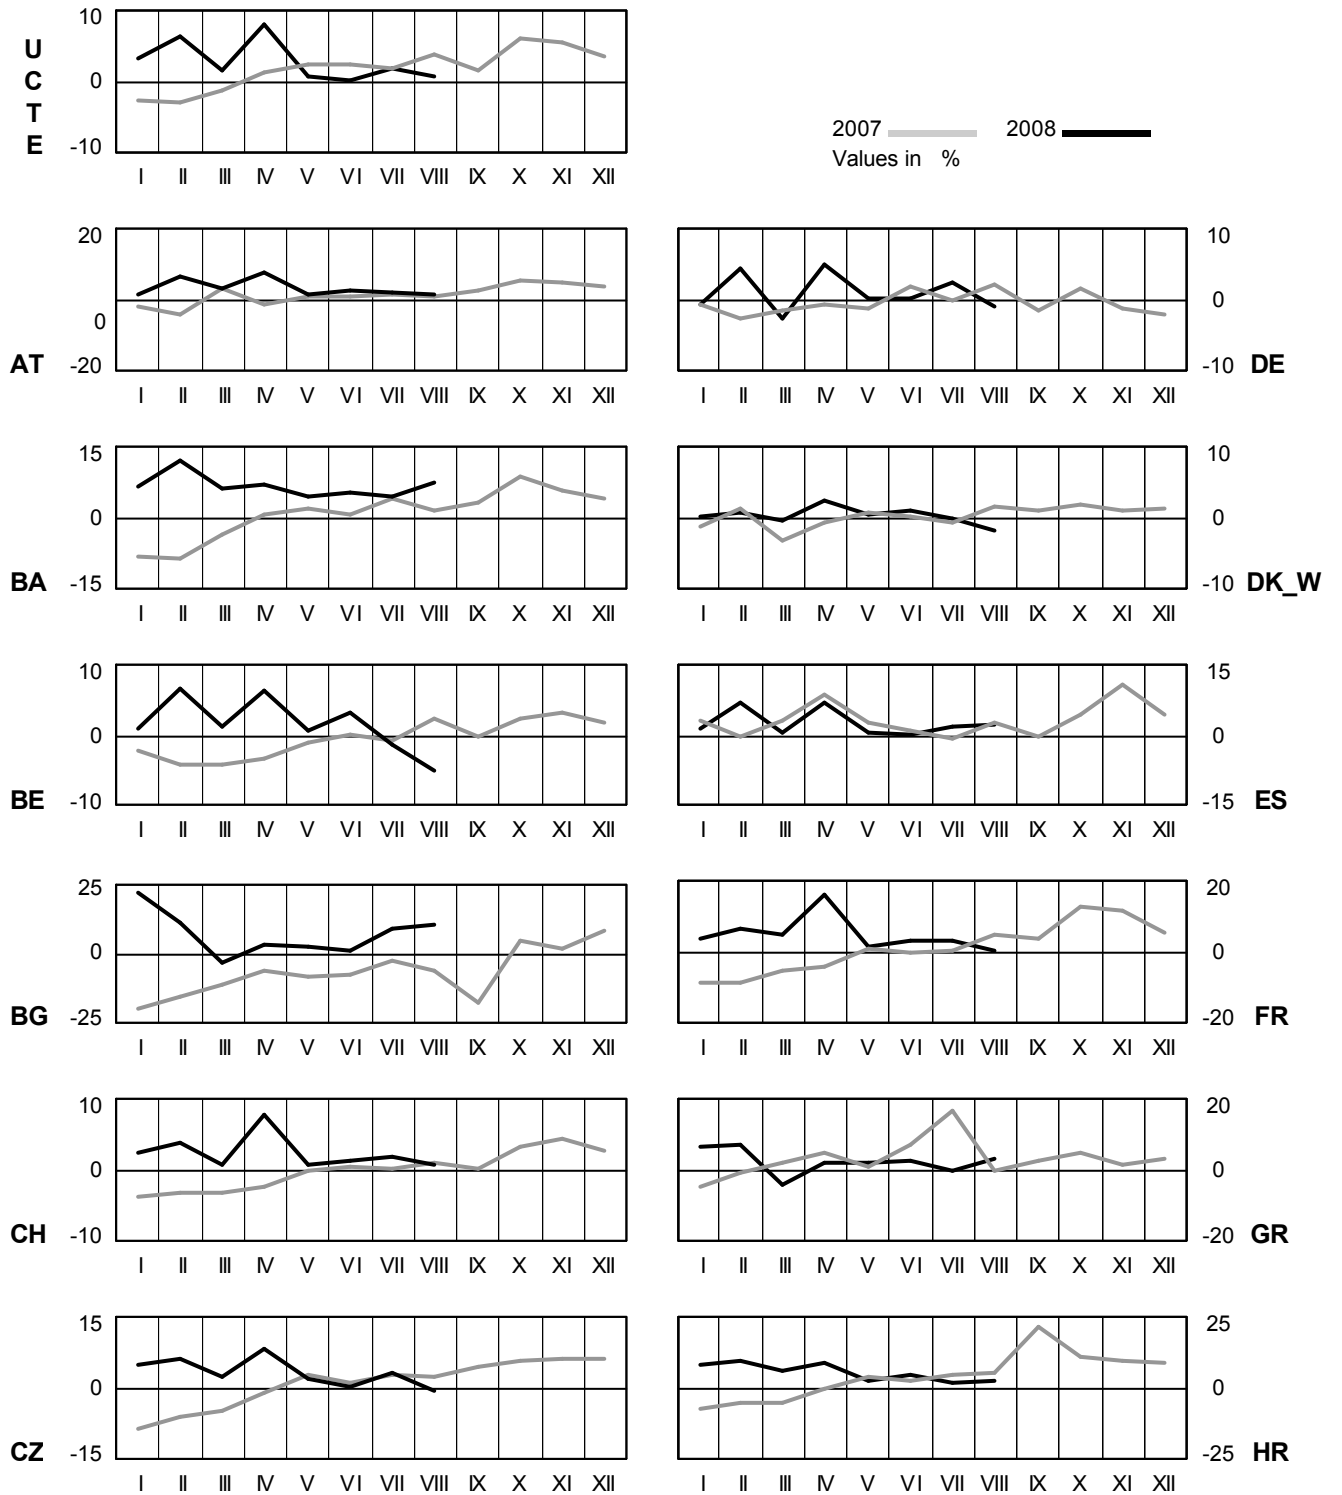 10
U
C
0
T
E
-10
I II III IV V VI VII VIII IX X XI XII
2007 2008
Values in %
20
0
AT
-20
I II III IV V VI VII VIII IX X XI XII
10
0
-10 DE
I II III IV V VI VII VIII IX X XI XII
15
0
BA -15
I II III IV V VI VII VIII IX X XI XII
10
0
-10 DK_W
I II III IV V VI VII VIII IX X XI XII
10
0
BE -10
I II III IV V VI VII VIII IX X XI XII
15
0
-15 ES
I II III IV V VI VII VIII IX X XI XII
25
0
BG -25
I II III IV V VI VII VIII IX X XI XII
20
0
-20 FR
I II III IV V VI VII VIII IX X XI XII
10
0
CH -10
I II III IV V VI VII VIII IX X XI XII
20
0
-20 GR
I II III IV V VI VII VIII IX X XI XII
15
0
CZ -15
I II III IV V VI VII VIII IX X XI XII
25
0
-25 HR
I II III IV V VI VII VIII IX X XI XII